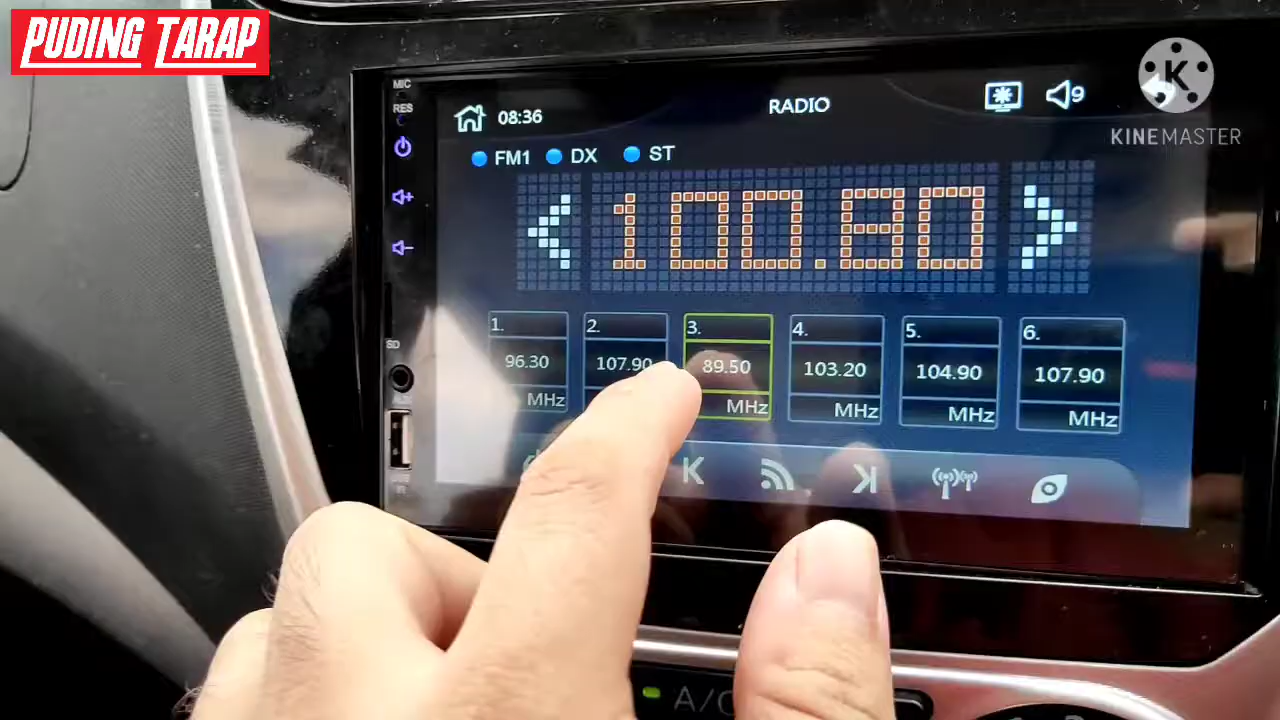 PUDING TARAP
KINEMASTER
MIC
RES
08:36
RADIO
9
FM1 DX ST
100.80
1. 2. 3. 4. 5. 6.
96.30 107.90 89.50 103.20 104.90 107.90
MHz MHz MHz MHz MHz
SD
A/C